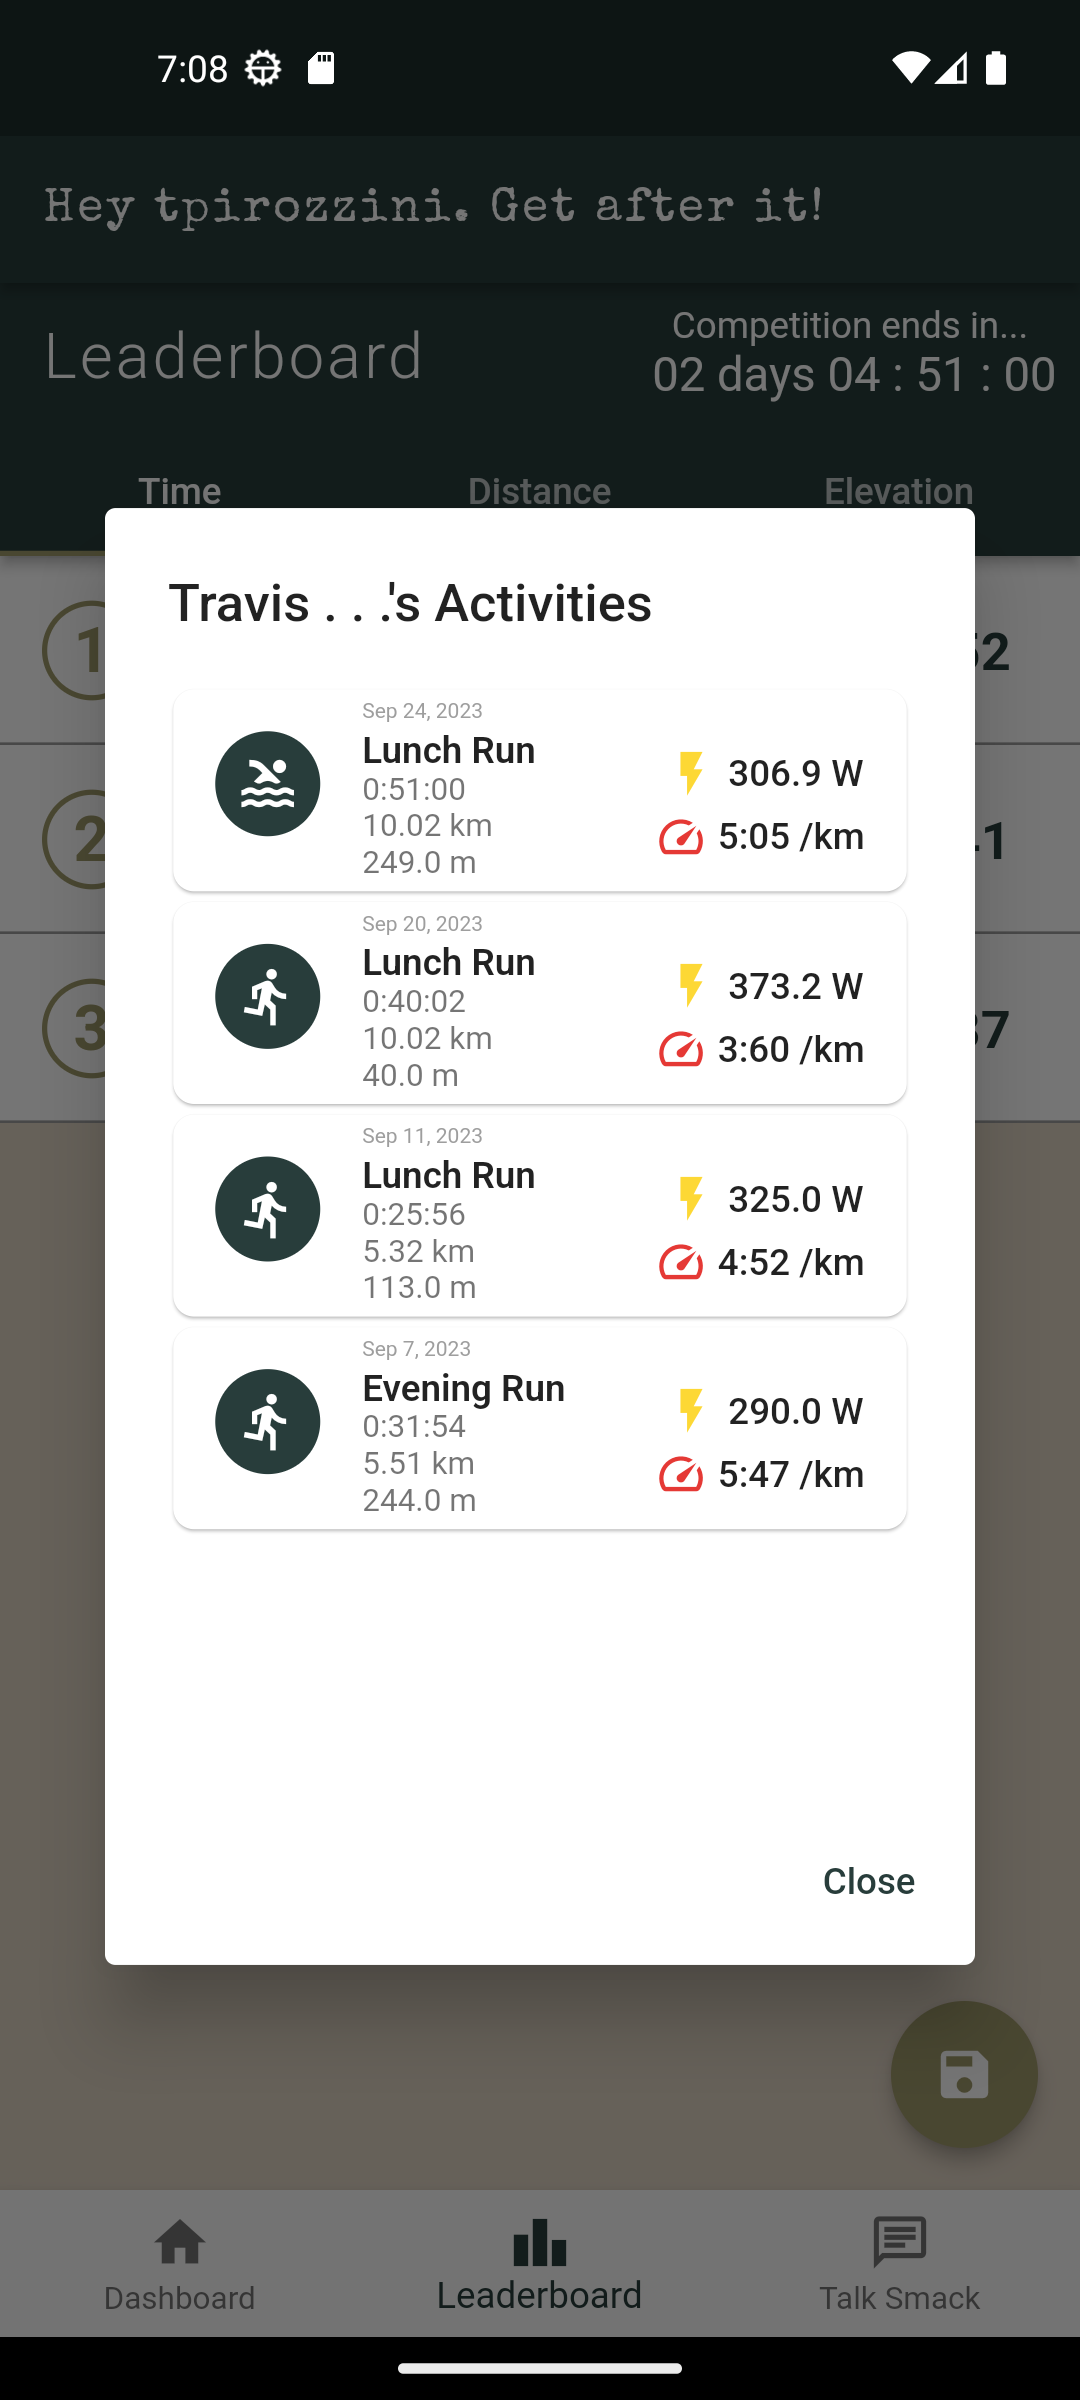 7:08
Hey tpirozzini. Get after it!
Leaderboard
Competition ends in...
02 days 04 : 51 : 00
Time Distance Elevation
Travis . . .'s Activities
1
2
3
Sep 24, 2023
Lunch Run
0:51:00
10.02 km
249.0 m
306.9 W
5:05 /km
Sep 20, 2023
Lunch Run
0:40:02
10.02 km
40.0 m
373.2 W
3:60 /km
Sep 11, 2023
Lunch Run
0:25:56
5.32 km
113.0 m
325.0 W
4:52 /km
Sep 7, 2023
Evening Run
0:31:54
5.51 km
244.0 m
290.0 W
5:47 /km
Close
Dashboard
Leaderboard
Talk Smack